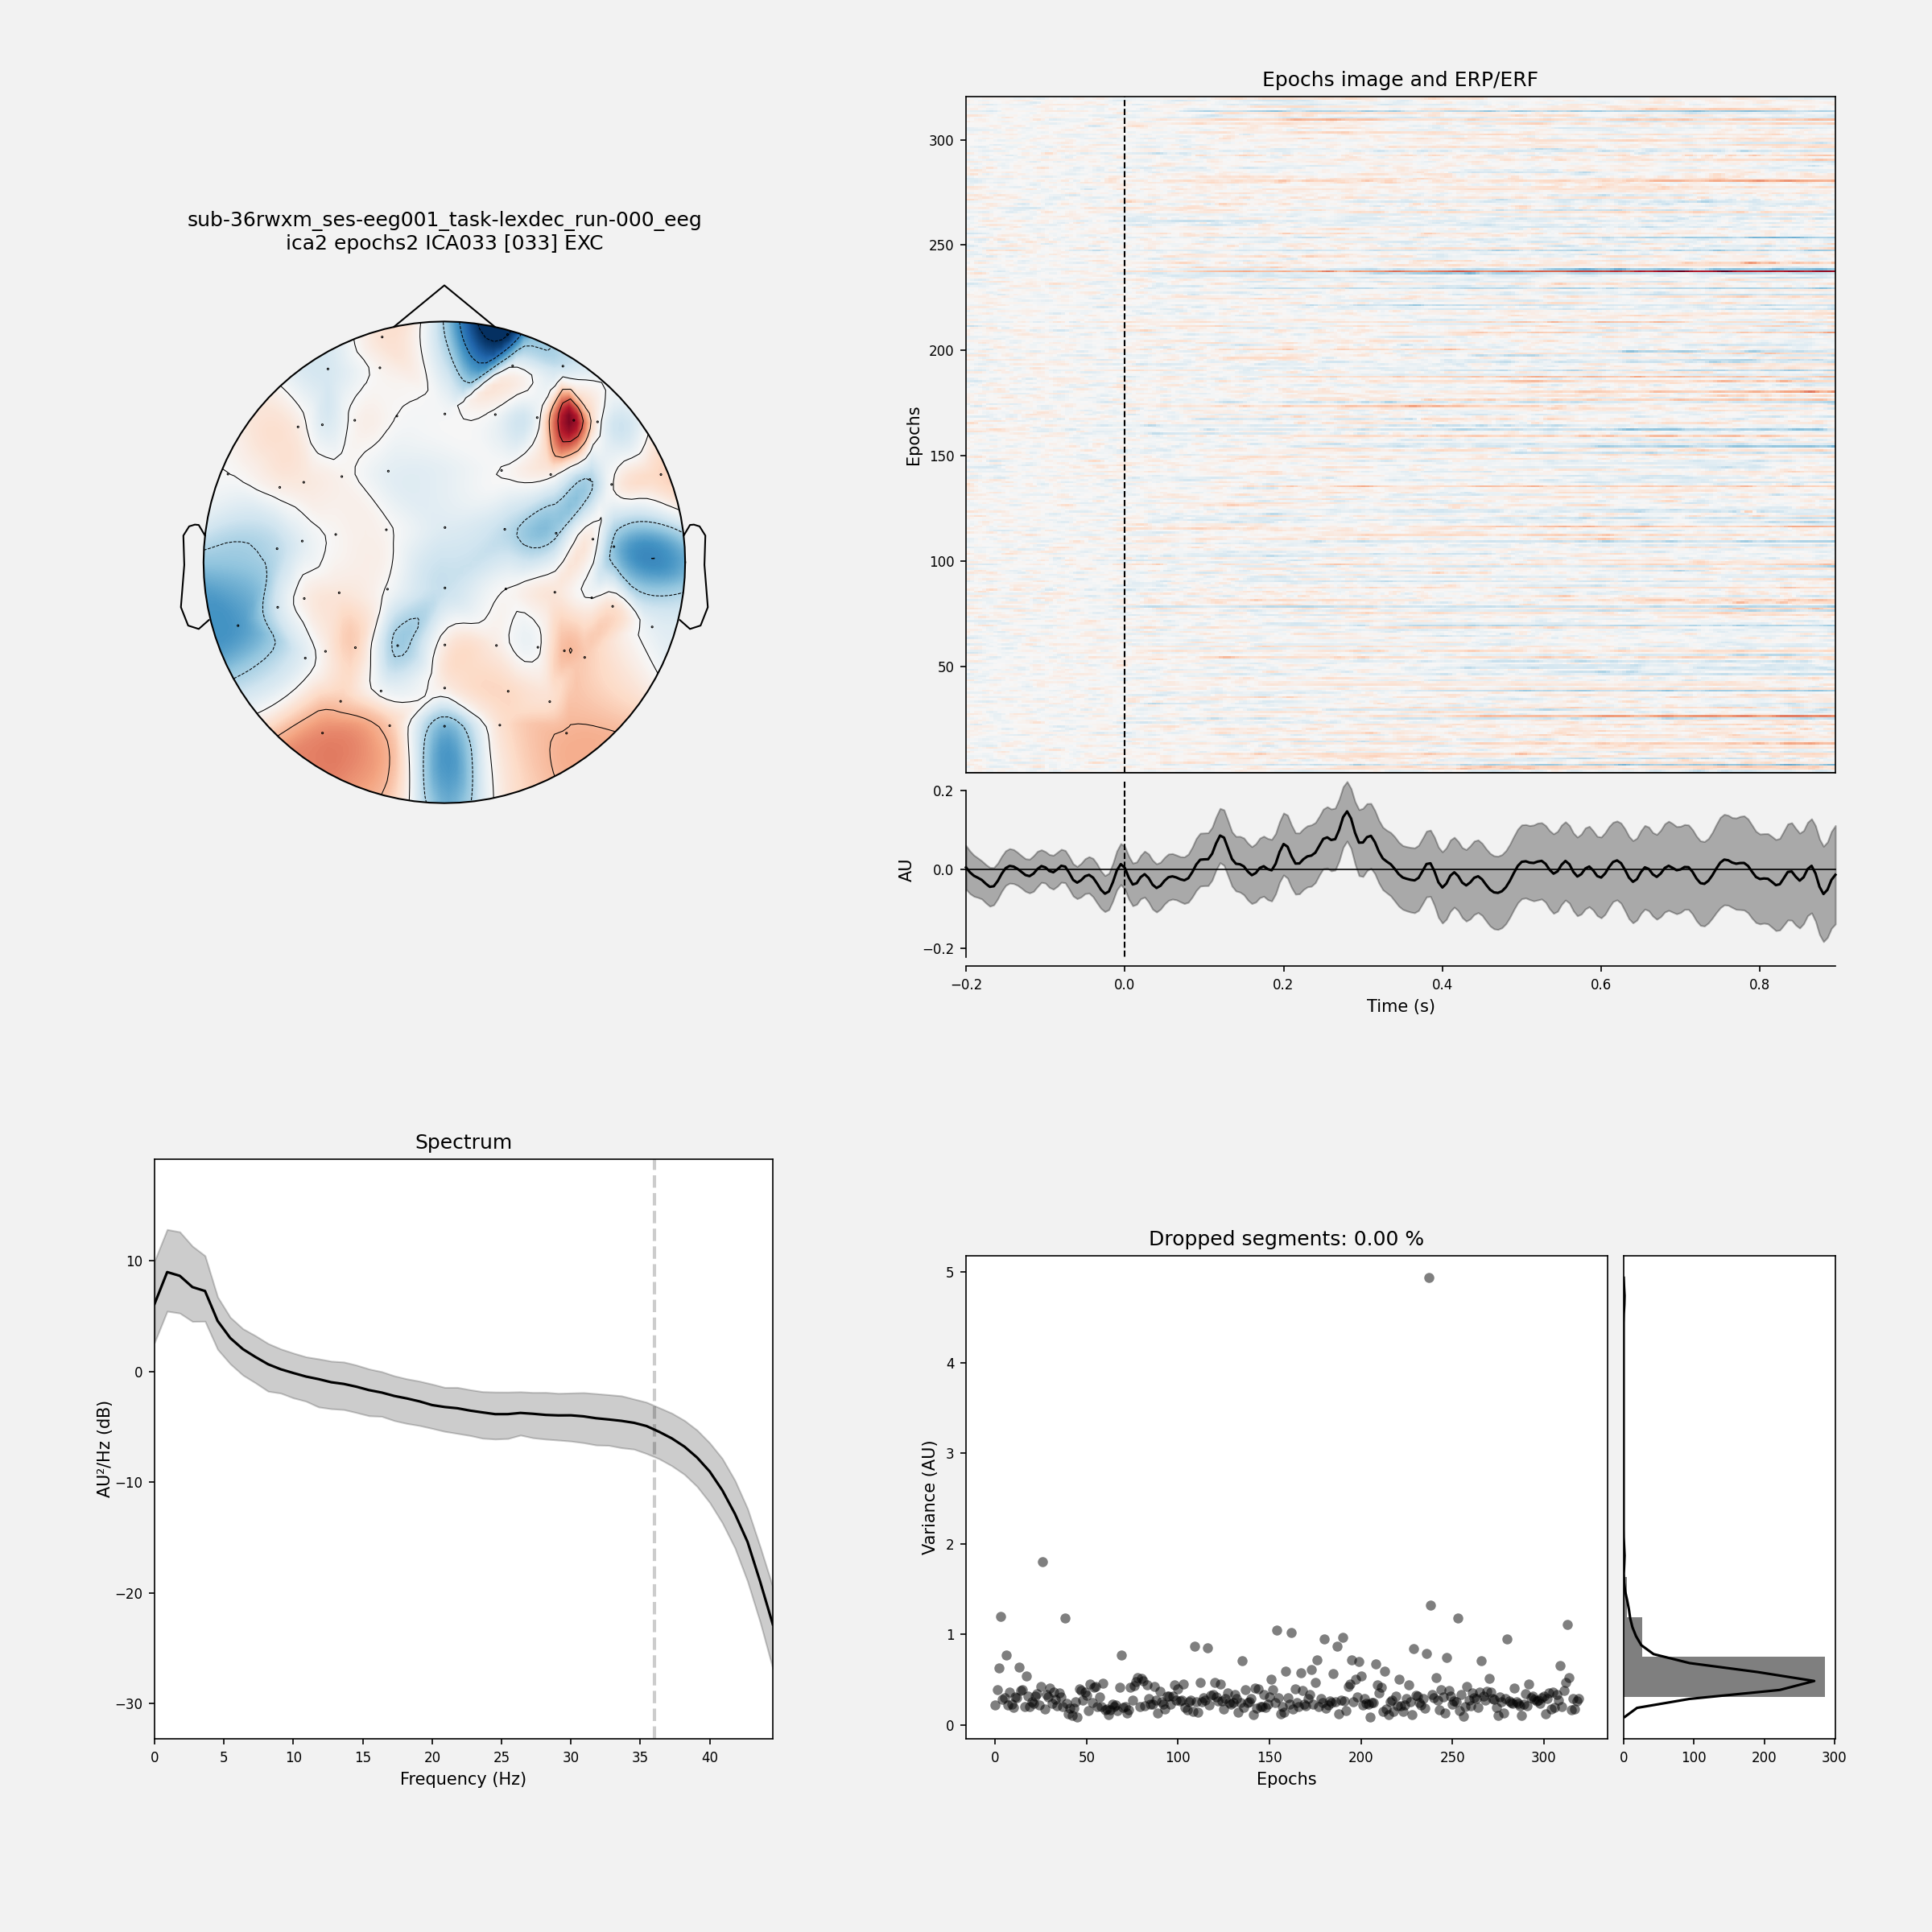 sub-36rwxm_ses-eeg001_task-lexdec_run-000_eeg
ica2 epochs2 ICA033 [033] EXC
Epochs image and ERP/ERF
Epochs
300
250
200
150
100
50
AU
0.2
0.0
−0.2
−0.2 0.0 0.2 0.4 0.6 0.8
Time (s)
Spectrum
AU²/Hz (dB)
10
0
−10
−20
−30
0 5 10 15 20 25 30 35 40
Frequency (Hz)
Dropped segments: 0.00 %
Variance (AU)
5
4
3
2
1
0
0 50 100 150 200 250 300
Epochs
0 100 200 300